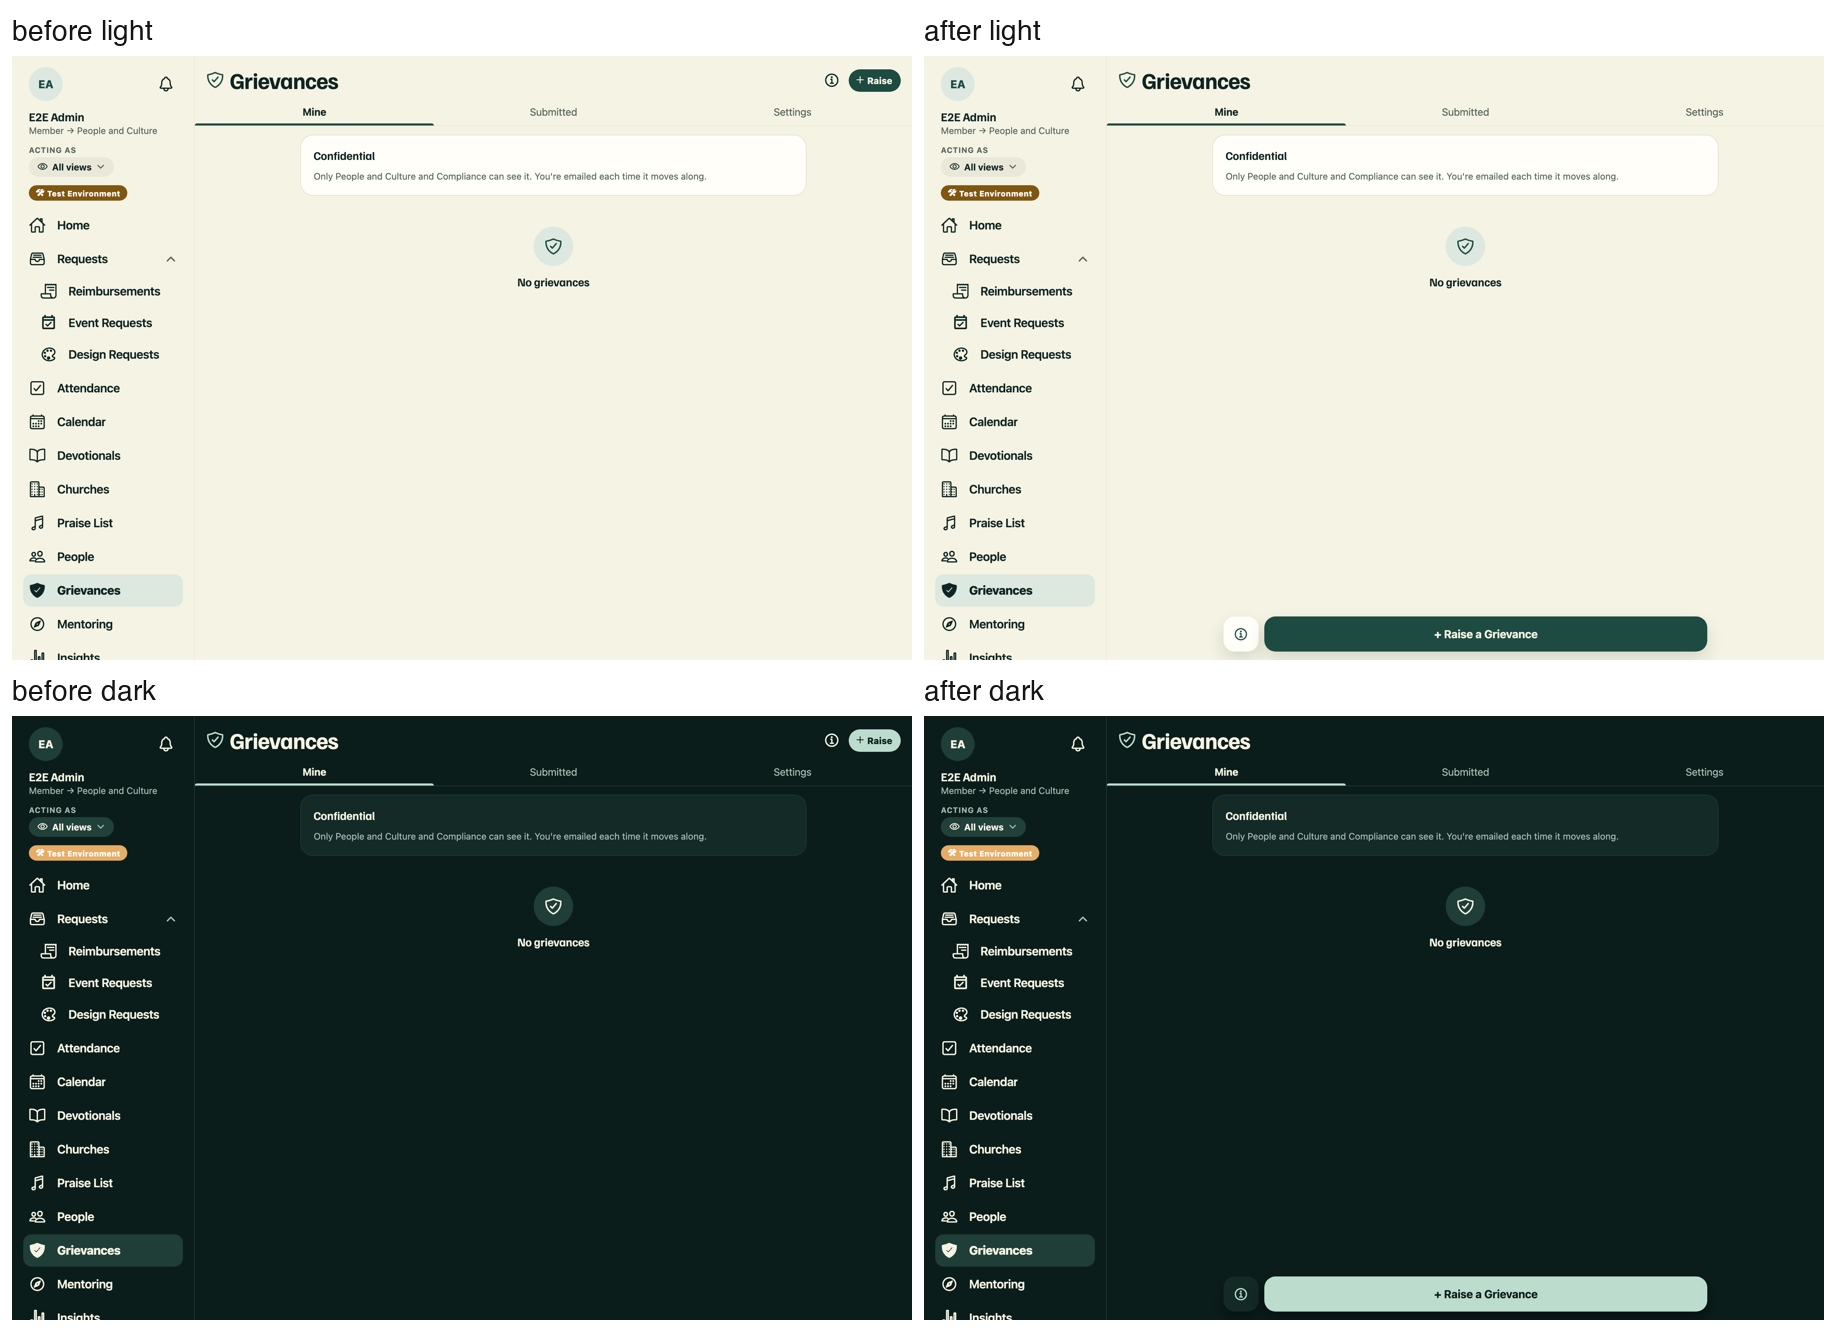 before light
EA
E2E Admin
Member → People and Culture
ACTING AS
All views
Test Environment
Home
Requests
Reimbursements
Event Requests
Design Requests
Attendance
Calendar
Devotionals
Churches
Praise List
People
Grievances
Mentoring
Insights
Grievances
+ Raise
Mine
Submitted
Settings
Confidential
Only People and Culture and Compliance can see it. You're emailed each time it moves along.
No grievances
after light
EA
E2E Admin
Member → People and Culture
ACTING AS
All views
Test Environment
Home
Requests
Reimbursements
Event Requests
Design Requests
Attendance
Calendar
Devotionals
Churches
Praise List
People
Grievances
Mentoring
Insights
Grievances
Mine
Submitted
Settings
Confidential
Only People and Culture and Compliance can see it. You're emailed each time it moves along.
No grievances
+ Raise a Grievance
before dark
EA
E2E Admin
Member → People and Culture
ACTING AS
All views
Test Environment
Home
Requests
Reimbursements
Event Requests
Design Requests
Attendance
Calendar
Devotionals
Churches
Praise List
People
Grievances
Mentoring
Insights
Grievances
+ Raise
Mine
Submitted
Settings
Confidential
Only People and Culture and Compliance can see it. You're emailed each time it moves along.
No grievances
after dark
EA
E2E Admin
Member → People and Culture
ACTING AS
All views
Test Environment
Home
Requests
Reimbursements
Event Requests
Design Requests
Attendance
Calendar
Devotionals
Churches
Praise List
People
Grievances
Mentoring
Insights
Grievances
Mine
Submitted
Settings
Confidential
Only People and Culture and Compliance can see it. You're emailed each time it moves along.
No grievances
+ Raise a Grievance